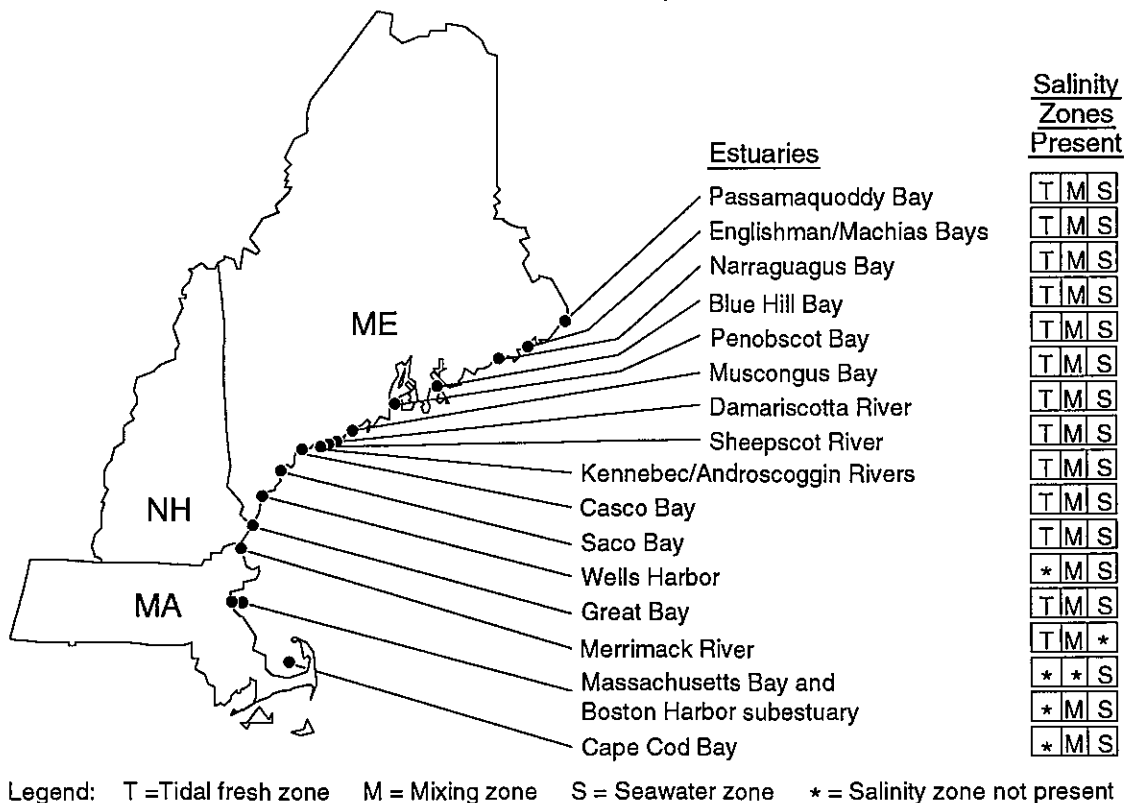 Salinity
Zones
Present
Estuaries
Passamaquoddy Bay T M S
Englishman/Machias Bays T M S
Narraguagus Bay T M S
Blue Hill Bay T M S
Penobscot Bay T M S
Muscongus Bay T M S
Damariscotta River T M S
Sheepscot River T M S
Kennebec/Androscoggin Rivers T M S
Casco Bay T M S
Saco Bay T M S
Wells Harbor * M S
Great Bay T M S
Merrimack River T M *
Massachusetts Bay and * * S
Boston Harbor subestuary * M S
Cape Cod Bay * M S
ME
NH
MA
Legend: T =Tidal fresh zone M = Mixing zone S = Seawater zone * = Salinity zone not present